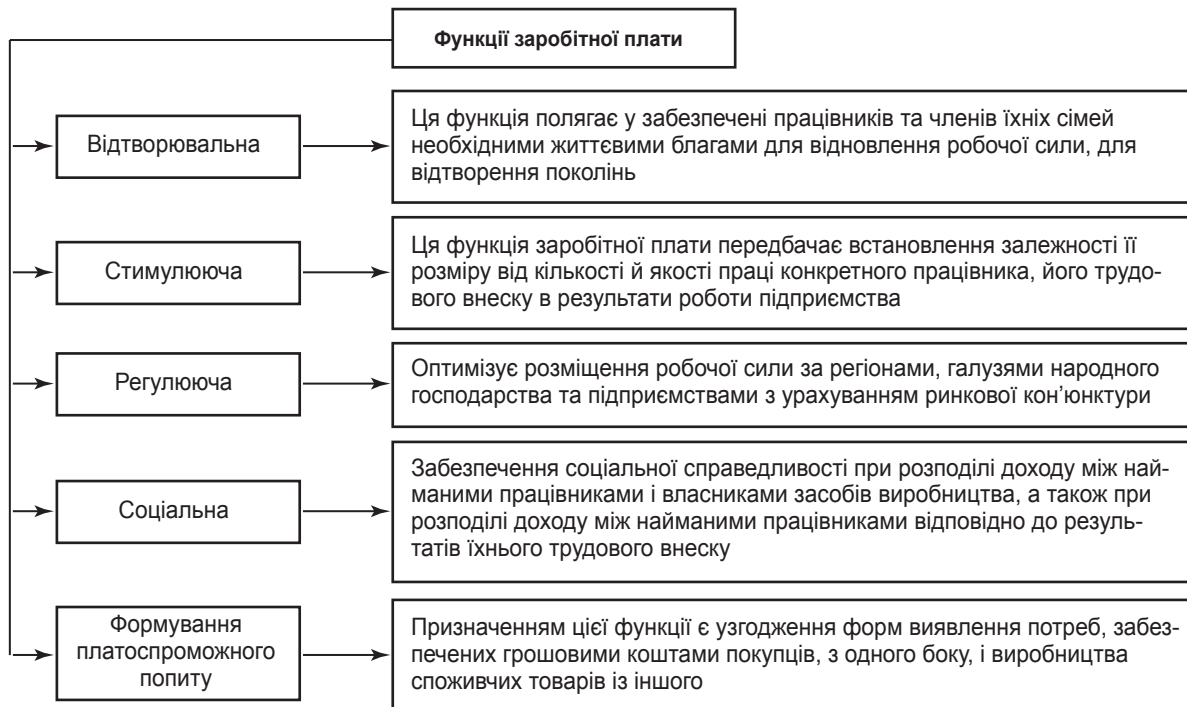 Функції заробітної плати
Відтворювальна
Ця функція полягає у забезпечені працівників та членів їхніх сімей
необхідними життєвими благами для відновлення робочої сили, для
відтворення поколінь
Стимулююча
Ця функція заробітної плати передбачає встановлення залежності її
розміру від кількості й якості праці конкретного працівника, його трудо-
вого внеску в результати роботи підприємства
Регулююча
Оптимізує розміщення робочої сили за регіонами, галузями народного
господарства та підприємствами з урахуванням ринкової кон’юнктури
Соціальна
Забезпечення соціальної справедливості при розподілі доходу між най-
маними працівниками і власниками засобів виробництва, а також при
розподілі доходу між найманими працівниками відповідно до резуль-
татів їхнього трудового внеску
Формування
платоспроможного
попиту
Призначенням цієї функції є узгодження форм виявлення потреб, забез-
печених грошовими коштами покупців, з одного боку, і виробництва
споживчих товарів із іншого